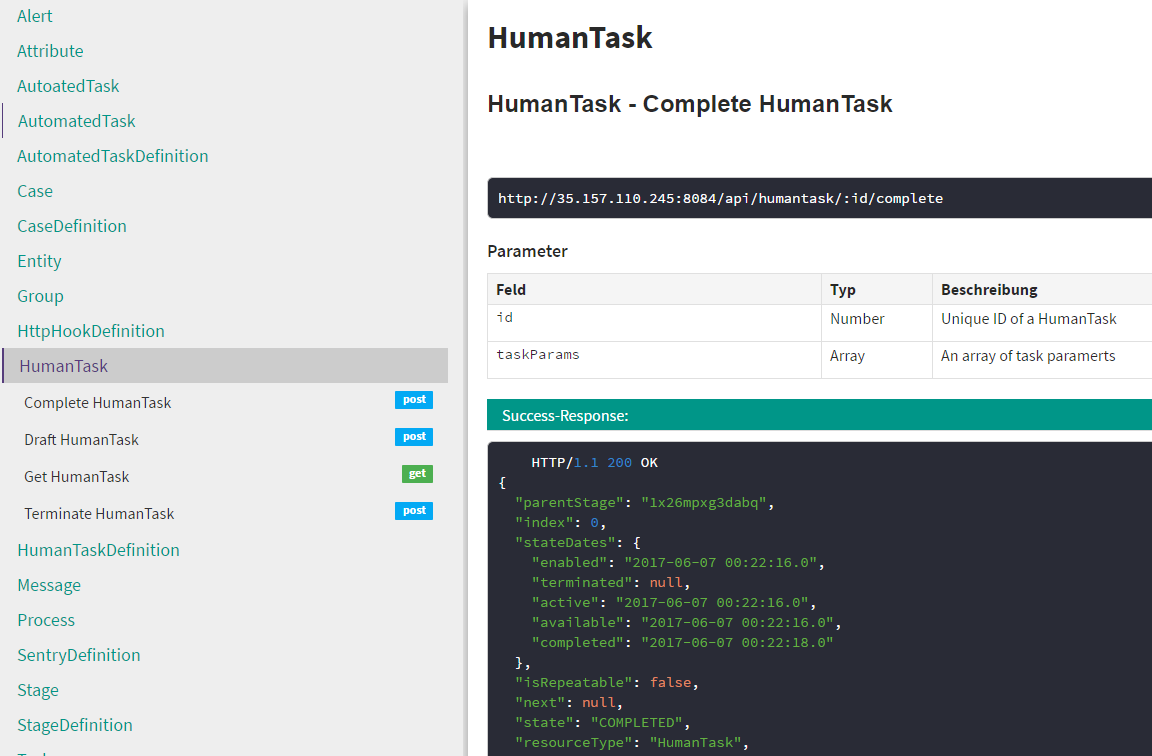 Alert
Attribute
AutoatedTask
AutomatedTask
AutomatedTaskDefinition
Case
CaseDefinition
Entity
Group
HttpHookDefinition
HumanTask
Complete HumanTask post
Draft HumanTask post
Get HumanTask get
Terminate HumanTask post
HumanTaskDefinition
Message
Process
SentryDefinition
Stage
StageDefinition
HumanTask
HumanTask - Complete HumanTask
http://35.157.110.245:8084/api/humantask/:id/complete
Parameter
Feld Typ Beschreibung
id Number Unique ID of a HumanTask
taskParams Array An array of task paramerts
Success-Response:
HTTP/1.1 200 OK
{
"parentStage": "1x26mpxg3dabq",
"index": 0,
"stateDates": {
"enabled": "2017-06-07 00:22:16.0",
"terminated": null,
"active": "2017-06-07 00:22:16.0",
"available": "2017-06-07 00:22:16.0",
"completed": "2017-06-07 00:22:18.0"
},
"isRepeatable": false,
"next": null,
"state": "COMPLETED",
"resourceType": "HumanTask",